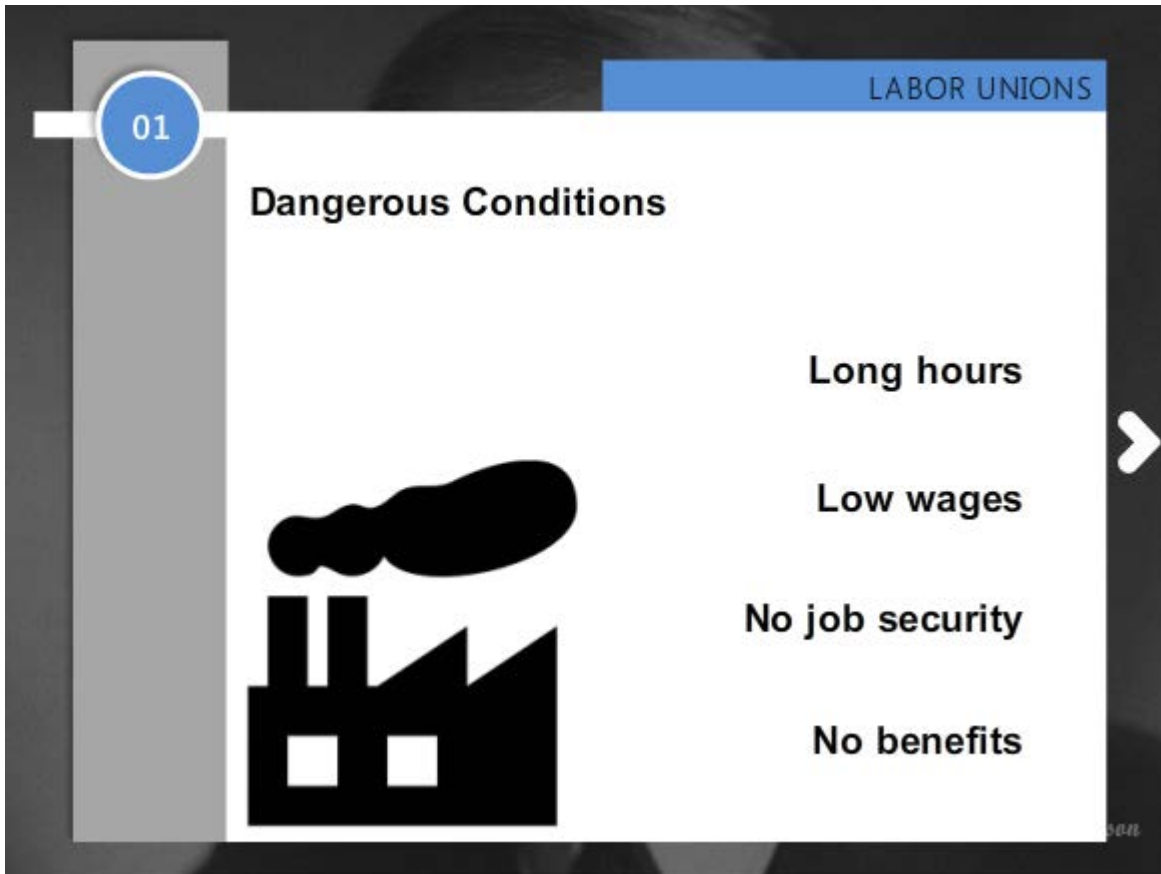 LABOR UNIONS
01
Dangerous Conditions
Long hours
Low wages
No job security
No benefits